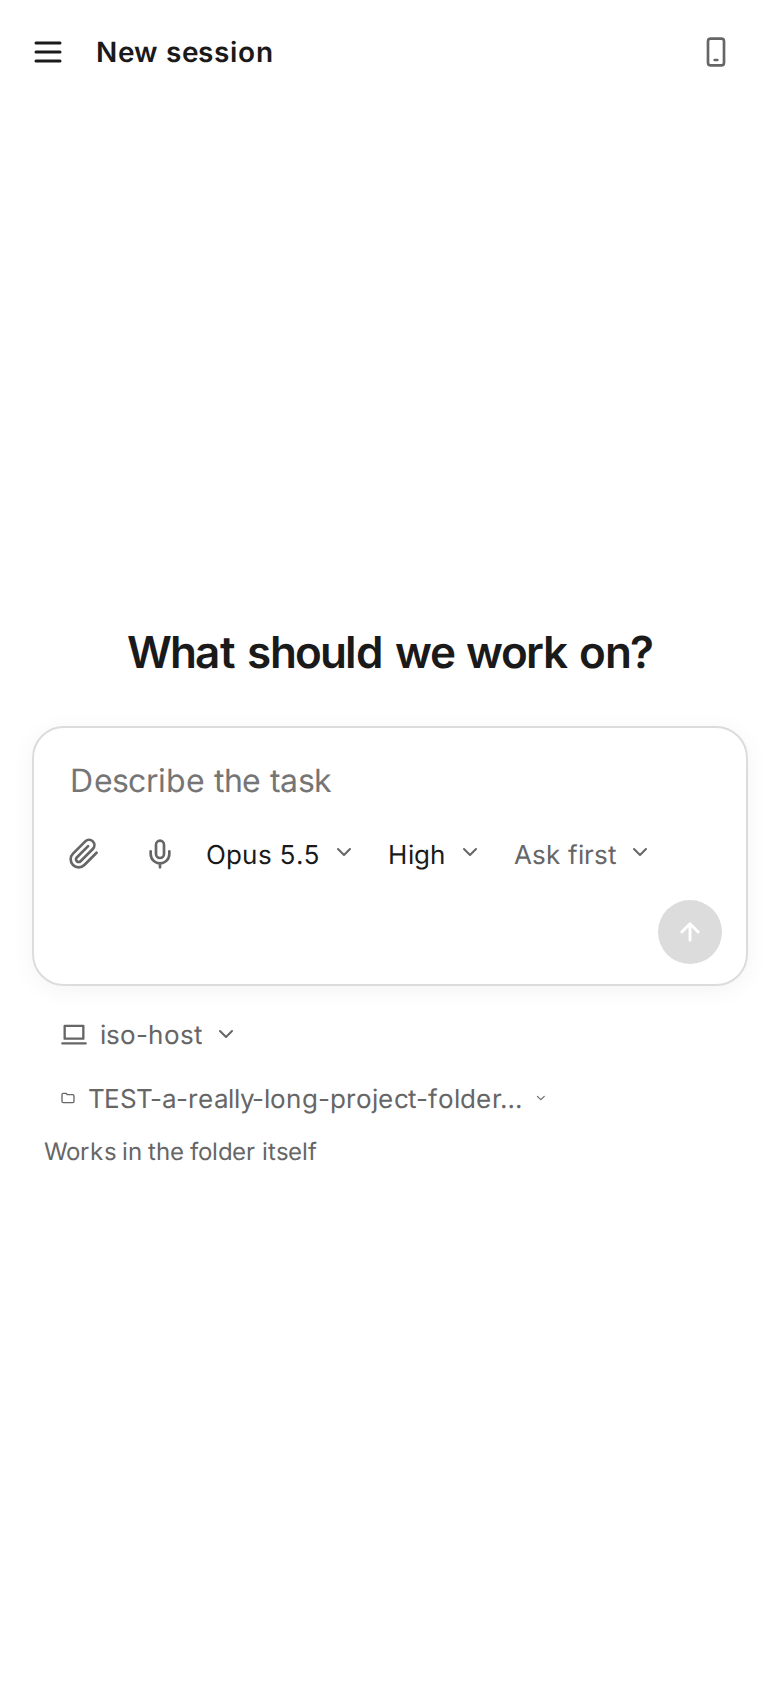 New session
What should we work on?
Describe the task
Opus 5.5 High Ask first
iso-host
TEST-a-really-long-project-folder...
Works in the folder itself